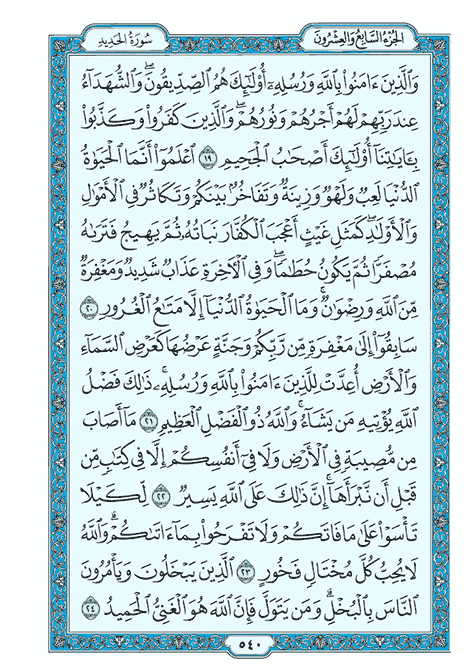 الجزء السابع والعشرون
سورة الحديد
وَالَّذِينَ ءَامَنُوا۟ بِاللَّهِ وَرُسُلِهِۦٓ أُو۟لَٰٓئِكَ هُمُ الصِّدِّيقُونَ ۖ وَالشُّهَدَآءُ
عِندَ رَبِّهِمْ لَهُمْ أَجْرُهُمْ وَنُورُهُمْ ۖ وَالَّذِينَ كَفَرُوا۟ وَكَذَّبُوا۟
بِـَٔايَٰتِنَآ أُو۟لَٰٓئِكَ أَصْحَٰبُ الْجَحِيمِ ١٩ اعْلَمُوٓا۟ أَنَّمَا الْحَيَوٰةُ
الدُّنْيَا لَعِبٌ وَلَهْوٌ وَزِينَةٌ وَتَفَاخُرٌۢ بَيْنَكُمْ وَتَكَاثُرٌ فِى الْأَمْوَٰلِ
وَالْأَوْلَٰدِ ۖ كَمَثَلِ غَيْثٍ أَعْجَبَ الْكُفَّارَ نَبَاتُهُۥ ثُمَّ يَهِيجُ فَتَرَىٰهُ
مُصْفَرًّا ثُمَّ يَكُونُ حُطَٰمًا ۖ وَفِى الْـَٔاخِرَةِ عَذَابٌ شَدِيدٌ وَمَغْفِرَةٌ
مِّنَ اللَّهِ وَرِضْوَٰنٌ ۚ وَمَا الْحَيَوٰةُ الدُّنْيَآ إِلَّا مَتَٰعُ الْغُرُورِ ٢٠
سَابِقُوٓا۟ إِلَىٰ مَغْفِرَةٍ مِّن رَّبِّكُمْ وَجَنَّةٍ عَرْضُهَا كَعَرْضِ السَّمَآءِ
وَالْأَرْضِ أُعِدَّتْ لِلَّذِينَ ءَامَنُوا۟ بِاللَّهِ وَرُسُلِهِۦ ۚ ذَٰلِكَ فَضْلُ
اللَّهِ يُؤْتِيهِ مَن يَشَآءُ ۚ وَاللَّهُ ذُو الْفَضْلِ الْعَظِيمِ ٢١ مَآ أَصَابَ
مِن مُّصِيبَةٍ فِى الْأَرْضِ وَلَا فِىٓ أَنفُسِكُمْ إِلَّا فِى كِتَٰبٍ مِّن
قَبْلِ أَن نَّبْرَأَهَآ ۚ إِنَّ ذَٰلِكَ عَلَى اللَّهِ يَسِيرٌ ٢٢ لِّكَيْلَا
تَأْسَوْا۟ عَلَىٰ مَا فَاتَكُمْ وَلَا تَفْرَحُوا۟ بِمَآ ءَاتَىٰكُمْ ۗ وَاللَّهُ
لَا يُحِبُّ كُلَّ مُخْتَالٍ فَخُورٍ ٢٣ الَّذِينَ يَبْخَلُونَ وَيَأْمُرُونَ
النَّاسَ بِالْبُخْلِ ۗ وَمَن يَتَوَلَّ فَإِنَّ اللَّهَ هُوَ الْغَنِىُّ الْحَمِيدُ ٢٤
٥٤٠